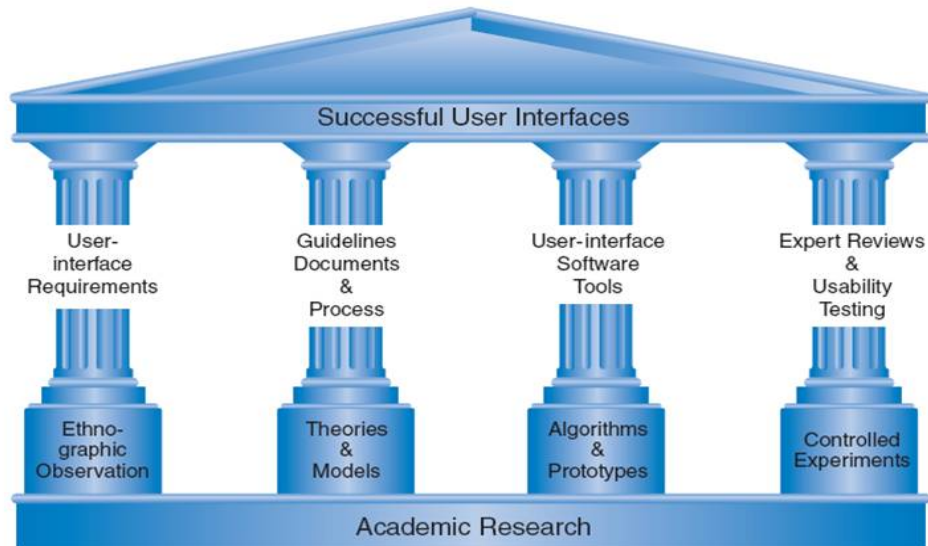 Successful User Interfaces
User-
interface
Requirements
Guidelines
Documents
&
Process
User-interface
Software
Tools
Expert Reviews
&
Usability
Testing
Ethno-
graphic
Observation
Theories
&
Models
Algorithms
&
Prototypes
Controlled
Experiments
Academic Research